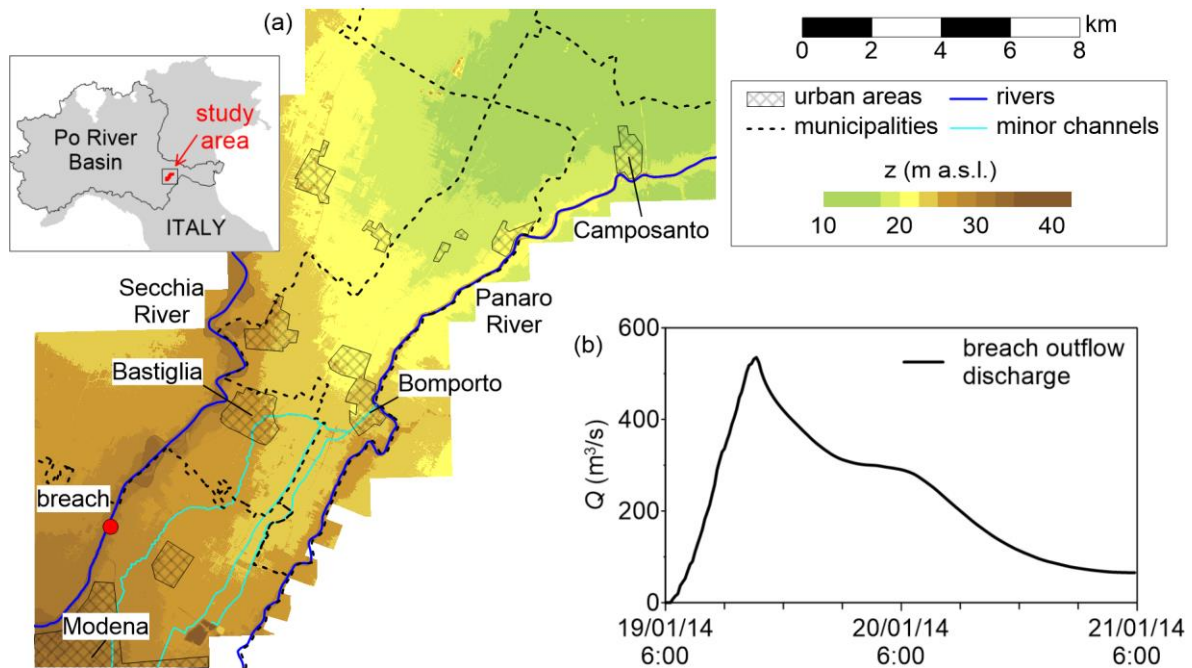 (a)
Po River
Basin
study
area
ITALY
Secchia
River
Bastiglia
breach
Modena
Camposanto
Panaro
River
Bomporto
0 2 4 6 8 km
urban areas
rivers
municipalities
minor channels
z (m a.s.l.)
10 20 30 40
(b)
breach outflow
discharge
Q (m³/s)
600
400
200
0
19/01/14
6:00
20/01/14
6:00
21/01/14
6:00